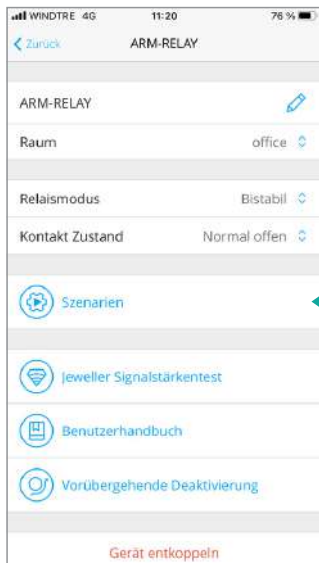 WINDTRE 4G 11:20 76 %
Zurück ARM-RELAY
ARM-RELAY
Raum office
Relaismodus Bistabil
Kontakt Zustand Normal offen
Szenarien
Jeweller Signalstärkentest
Benutzerhandbuch
Vorübergehende Deaktivierung
Gerät entkoppeln